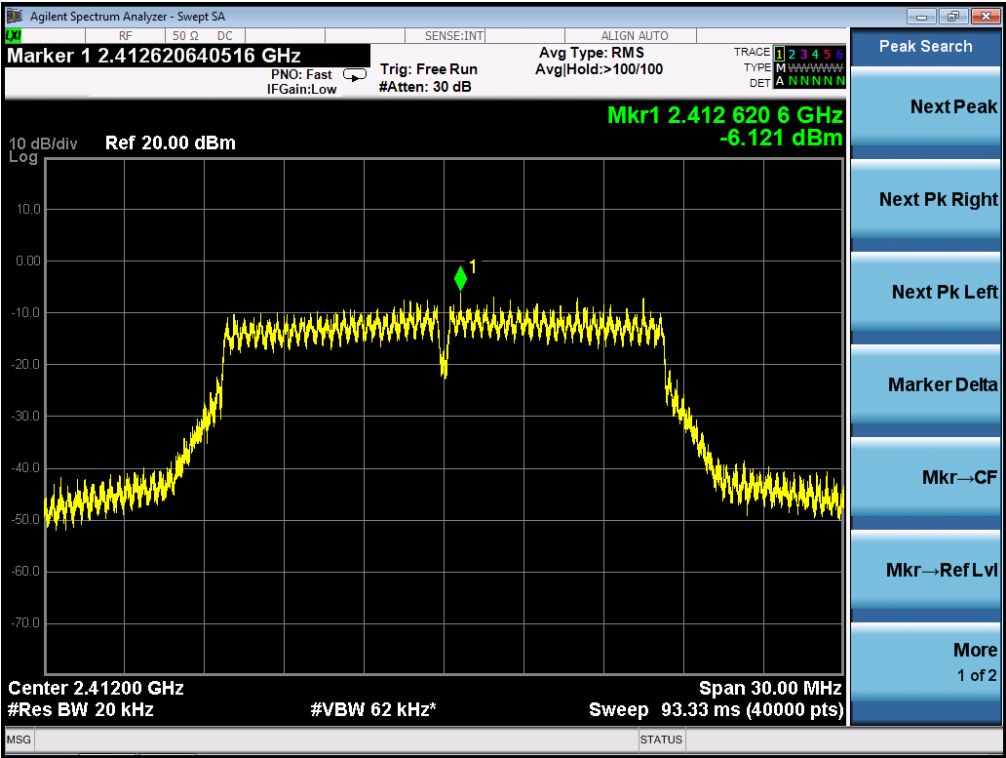 Agilent Spectrum Analyzer - Swept SA
LXI
RF 50 Ω DC SENSE:INT ALIGN AUTO
Marker 1 2.412620640516 GHz
PNO: Fast
IFGain:Low
Trig: Free Run
#Atten: 30 dB
Avg Type: RMS
Avg|Hold:>100/100
TRACE 1 2 3 4 5 6
TYPE M WWWWW
DET A N N N N N
Mkr1 2.412 620 6 GHz
-6.121 dBm
10 dB/div Ref 20.00 dBm
Log
10.0
0.00
1
-10.0
-20.0
-30.0
-40.0
-50.0
-60.0
-70.0
Center 2.41200 GHz Span 30.00 MHz
#Res BW 20 kHz #VBW 62 kHz* Sweep 93.33 ms (40000 pts)
MSG STATUS
Peak Search
Next Peak
Next Pk Right
Next Pk Left
Marker Delta
Mkr→CF
Mkr→Ref Lvl
More
1 of 2